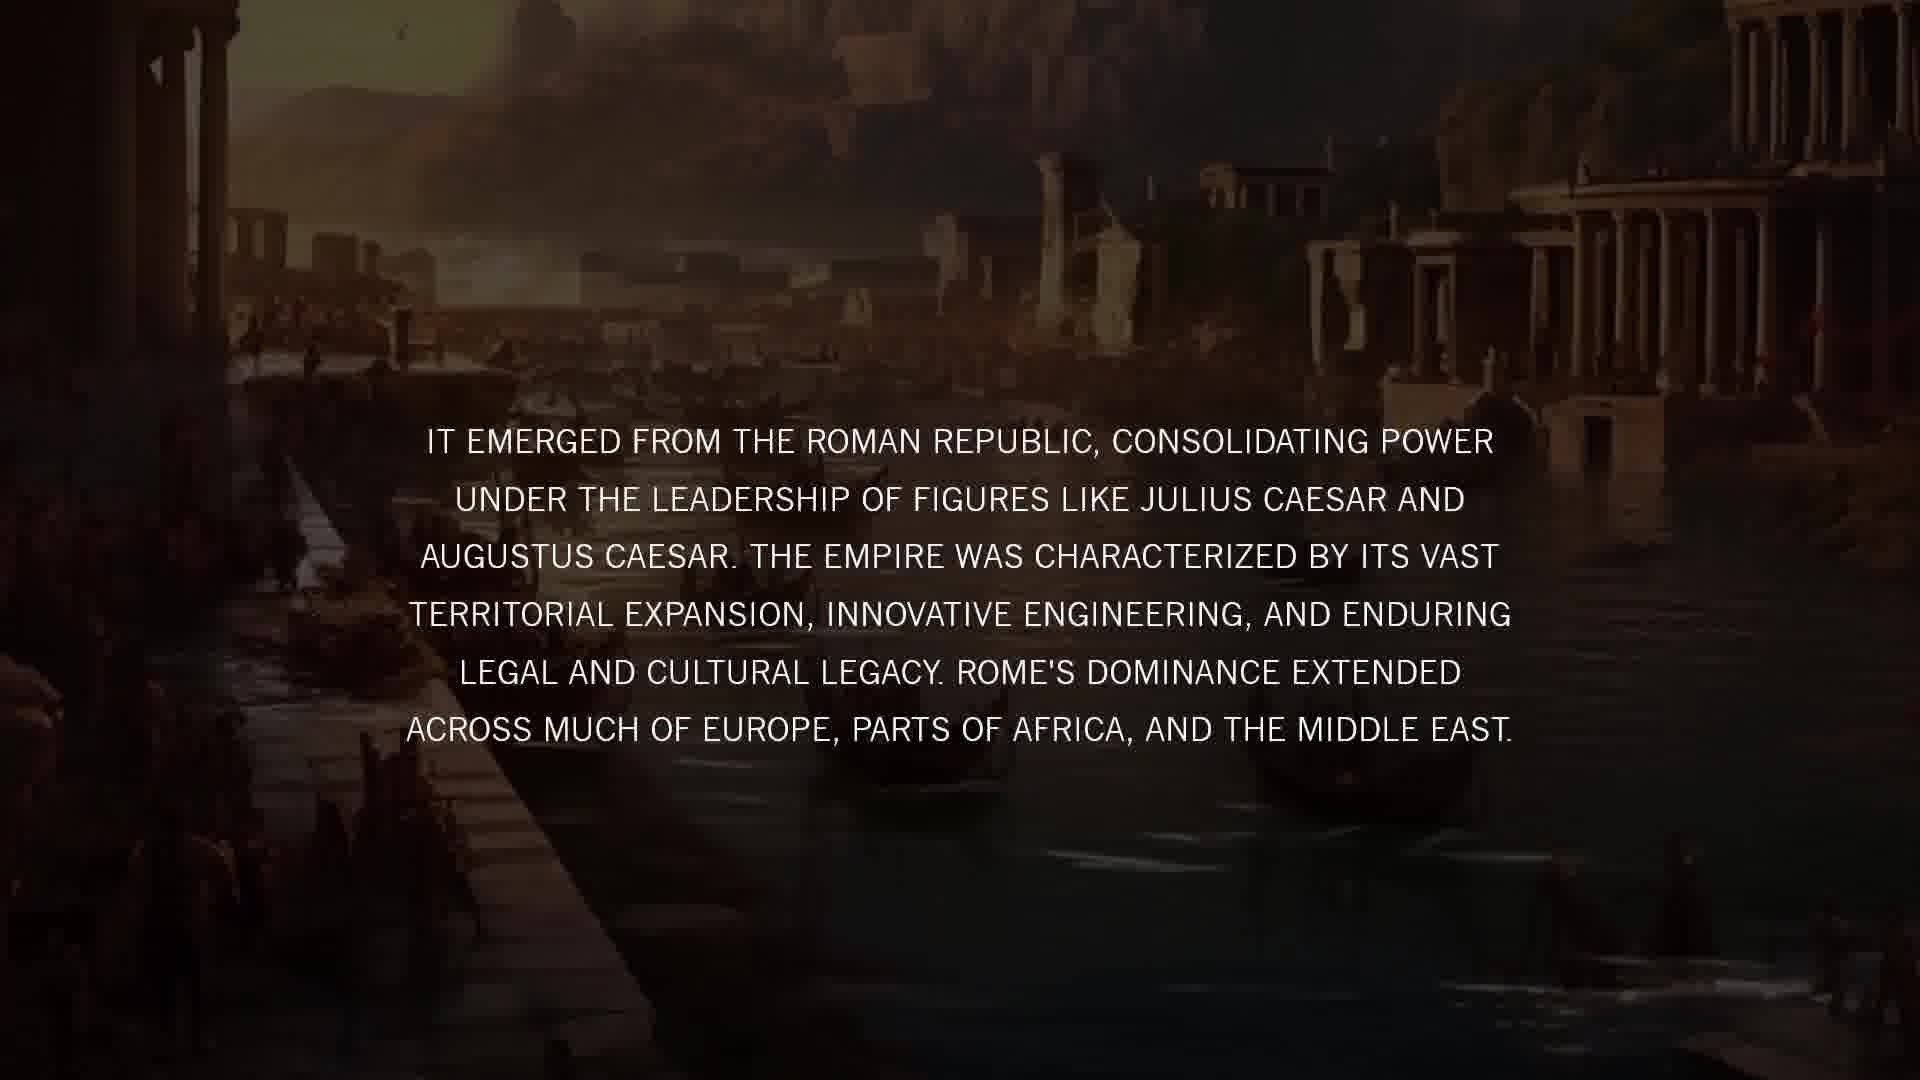 IT EMERGED FROM THE ROMAN REPUBLIC, CONSOLIDATING POWER
UNDER THE LEADERSHIP OF FIGURES LIKE JULIUS CAESAR AND
AUGUSTUS CAESAR. THE EMPIRE WAS CHARACTERIZED BY ITS VAST
TERRITORIAL EXPANSION, INNOVATIVE ENGINEERING, AND ENDURING
LEGAL AND CULTURAL LEGACY. ROME'S DOMINANCE EXTENDED
ACROSS MUCH OF EUROPE, PARTS OF AFRICA, AND THE MIDDLE EAST.